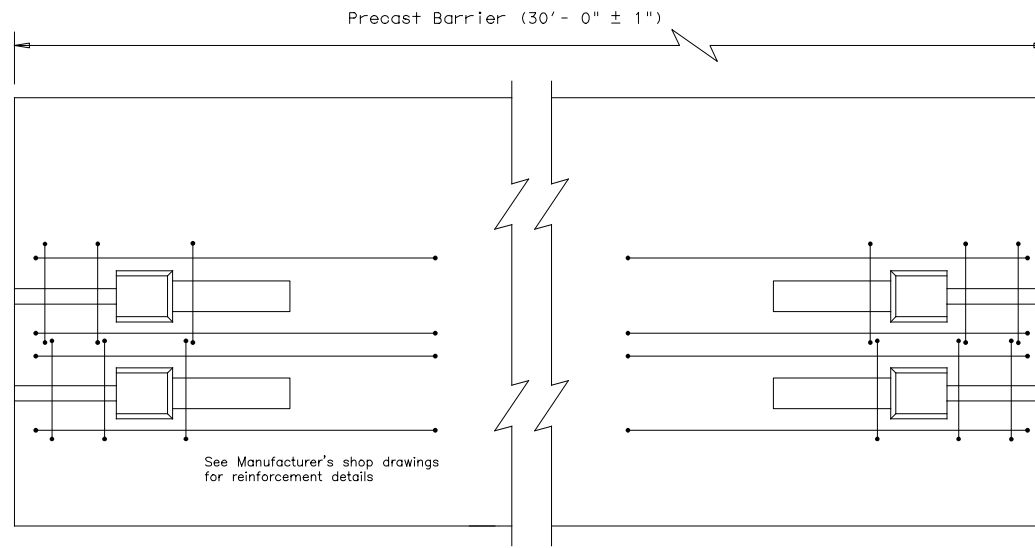 Precast Barrier (30'- 0" ± 1")
See Manufacturer's shop drawings
for reinforcement details